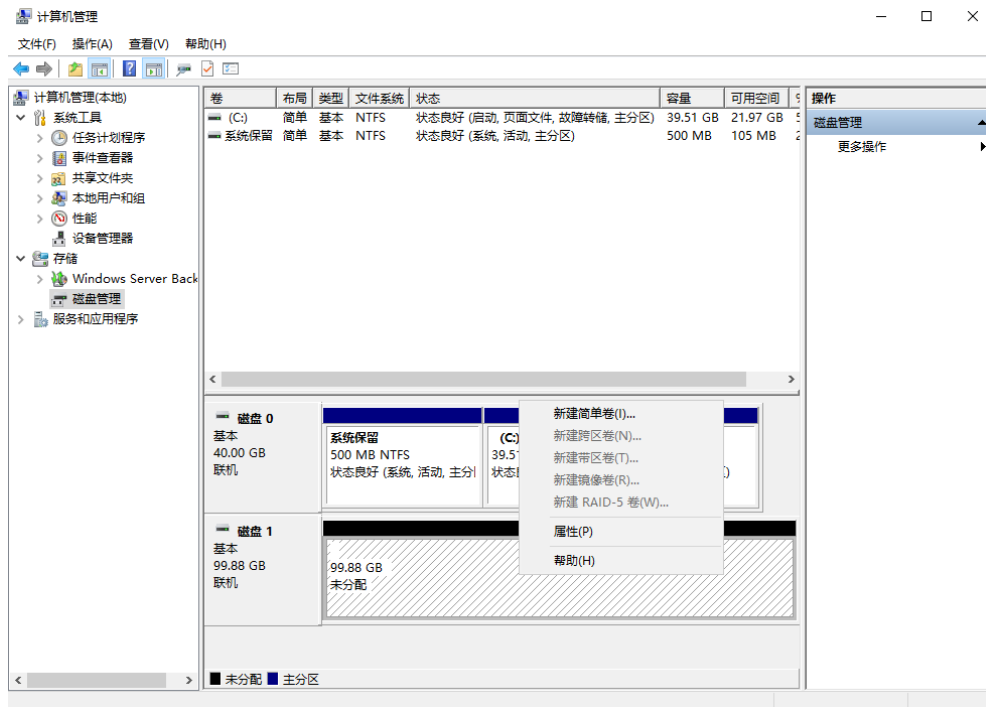 计算机管理
文件(F) 操作(A) 查看(V) 帮助(H)
计算机管理(本地)
系统工具
任务计划程序
事件查看器
共享文件夹
本地用户和组
性能
设备管理器
存储
Windows Server Back
磁盘管理
服务和应用程序
卷 布局 类型 文件系统 状态 容量 可用空间
(C:) 简单 基本 NTFS 状态良好 (启动, 页面文件, 故障转储, 主分区) 39.51 GB 21.97 GB
系统保留 简单 基本 NTFS 状态良好 (系统, 活动, 主分区) 500 MB 105 MB
操作
磁盘管理
更多操作
磁盘 0
基本
40.00 GB
联机
系统保留
500 MB NTFS
状态良好 (系统, 活动, 主分
(C:)
39.5
状态
新建简单卷(I)...
新建跨区卷(N)...
新建带区卷(T)...
新建镜像卷(R)...
新建 RAID-5 卷(W)...
属性(P)
帮助(H)
磁盘 1
基本
99.88 GB
联机
99.88 GB
未分配
未分配 主分区